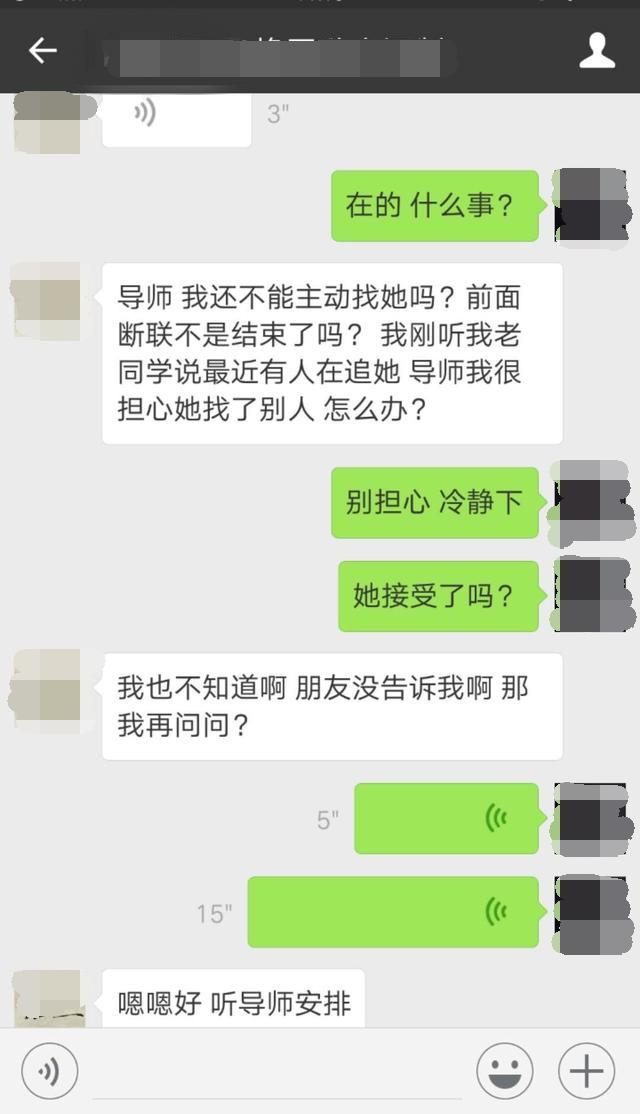 3"
在的 什么事？
导师 我还不能主动找她吗？前面
断联不是结束了吗？ 我刚听我老
同学说最近有人在追她 导师我很
担心她找了别人 怎么办？
别担心 冷静下
她接受了吗？
我也不知道啊 朋友没告诉我啊 那
我再问问？
5"
15"
嗯嗯好 听导师安排